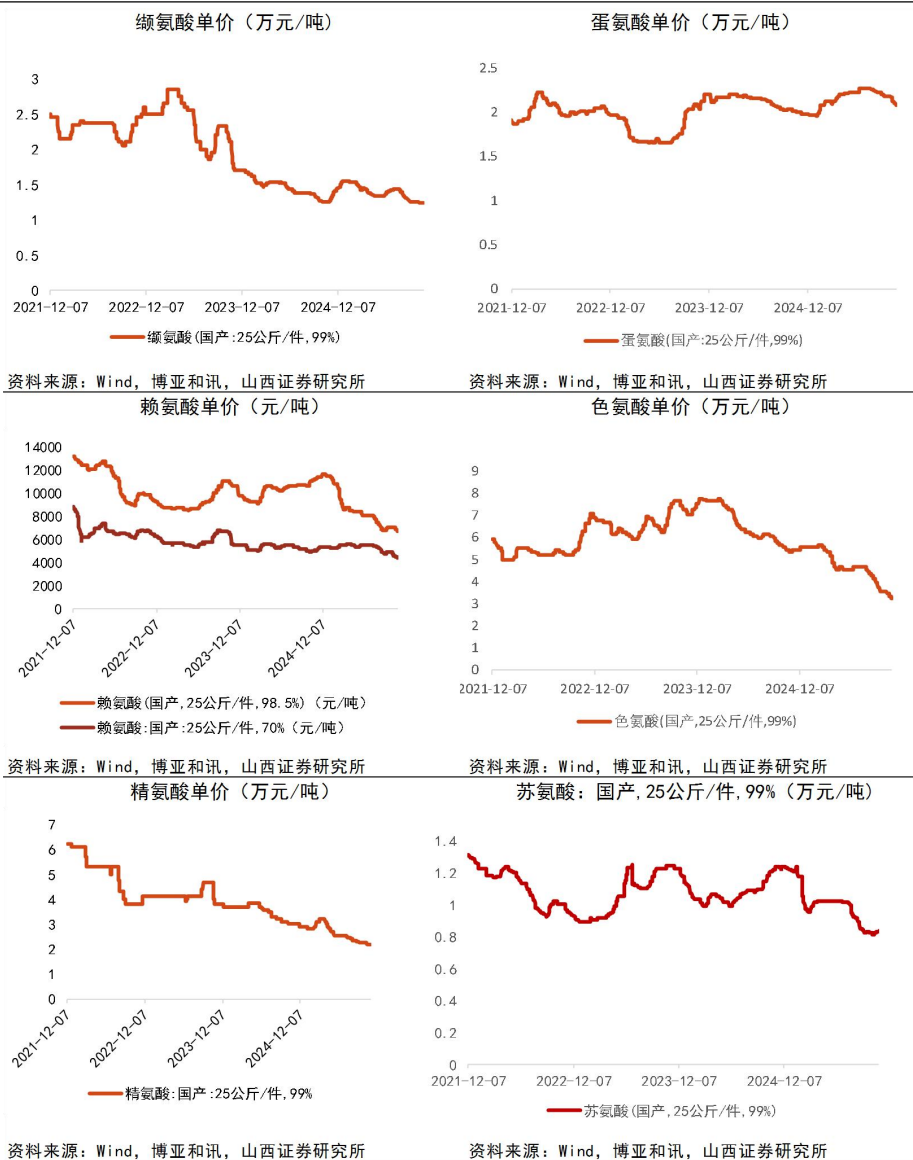 缬氨酸单价（万元/吨）
3
2.5
2
1.5
1
0.5
0
2021-12-07 2022-12-07 2023-12-07 2024-12-07
缬氨酸(国产:25公斤/件,99%)
资料来源：Wind，博亚和讯，山西证券研究所
蛋氨酸单价（万元/吨）
2.5
2
1.5
1
0.5
0
2021-12-07 2022-12-07 2023-12-07 2024-12-07
蛋氨酸(国产:25公斤/件,99%)
资料来源：Wind，博亚和讯，山西证券研究所
赖氨酸单价（元/吨）
14000
12000
10000
8000
6000
4000
2000
0
2021-12-07 2022-12-07 2023-12-07 2024-12-07
赖氨酸(国产,25公斤/件,98.5%)（元/吨）
赖氨酸:国产:25公斤/件,70%（元/吨）
资料来源：Wind，博亚和讯，山西证券研究所
色氨酸单价（万元/吨）
9
8
7
6
5
4
3
2
1
0
2021-12-07 2022-12-07 2023-12-07 2024-12-07
色氨酸(国产,25公斤/件,99%)
资料来源：Wind，博亚和讯，山西证券研究所
精氨酸单价（万元/吨）
7
6
5
4
3
2
1
0
2021-12-07 2022-12-07 2023-12-07 2024-12-07
精氨酸:国产:25公斤/件,99%
资料来源：Wind，博亚和讯，山西证券研究所
苏氨酸：国产,25公斤/件,99%（万元/吨）
1.4
1.2
1
0.8
0.6
0.4
0.2
0
2021-12-07 2022-12-07 2023-12-07 2024-12-07
苏氨酸(国产,25公斤/件,99%)
资料来源：Wind，博亚和讯，山西证券研究所